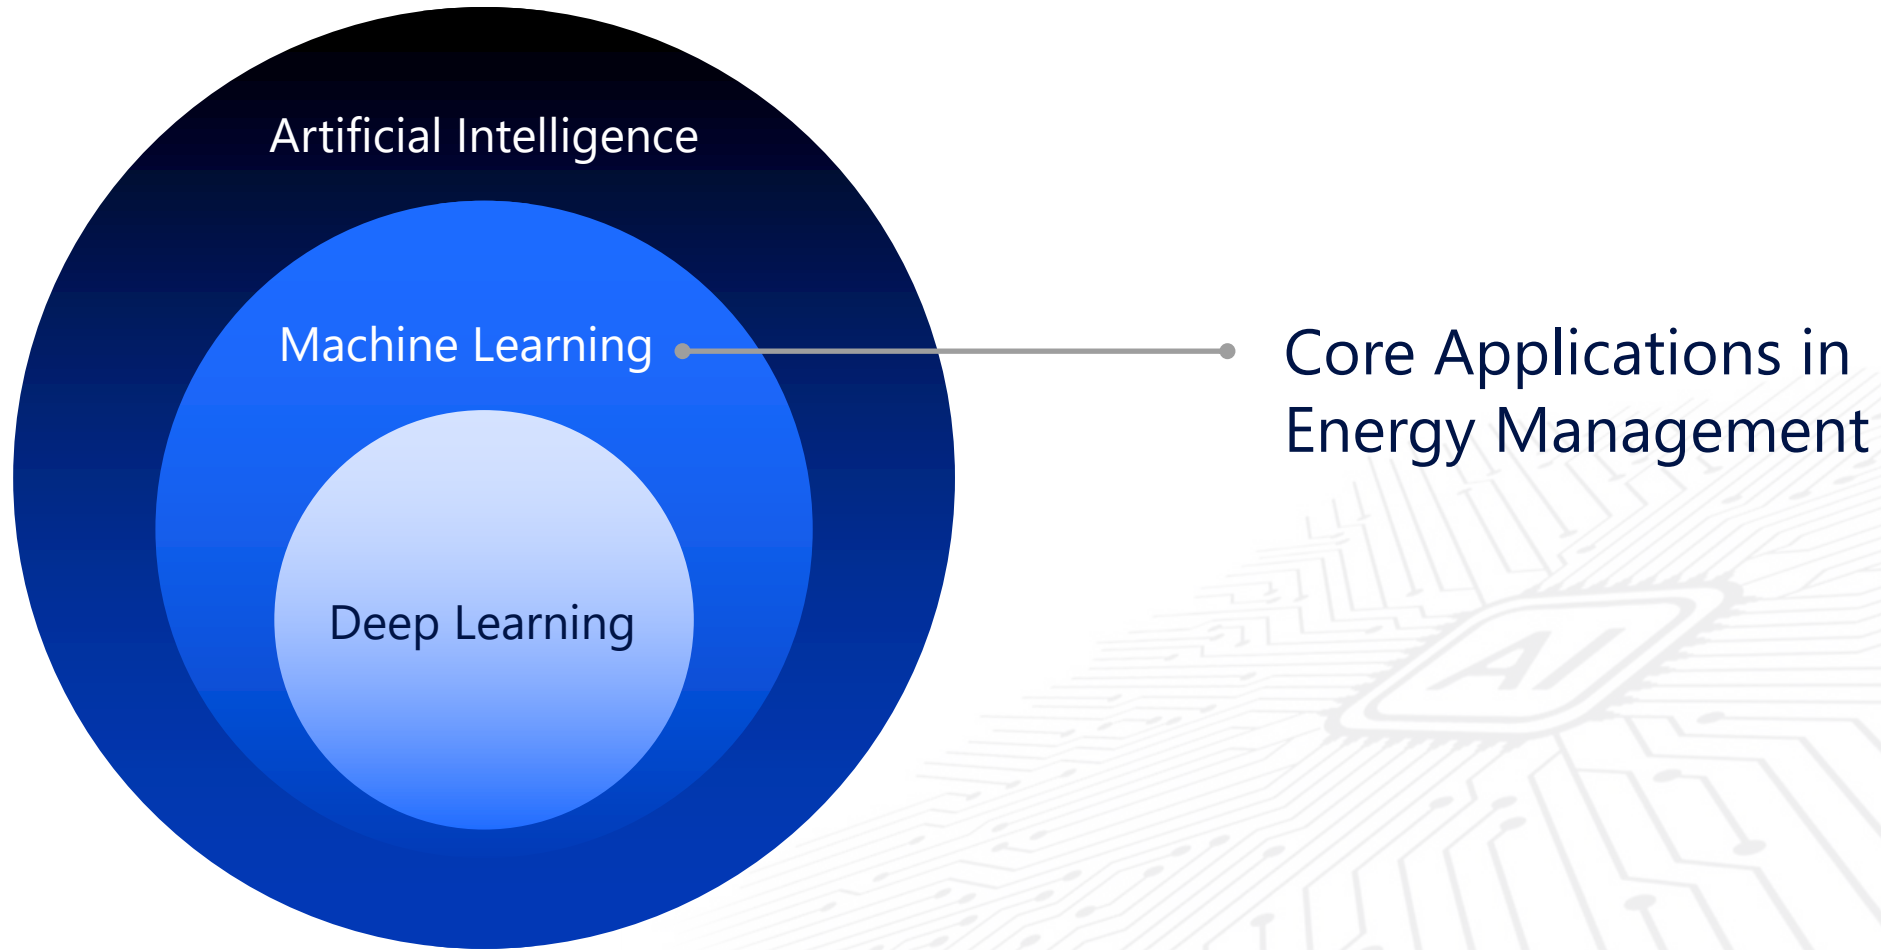 Artificial Intelligence
Machine Learning
Core Applications in
Energy Management
Deep Learning
AI